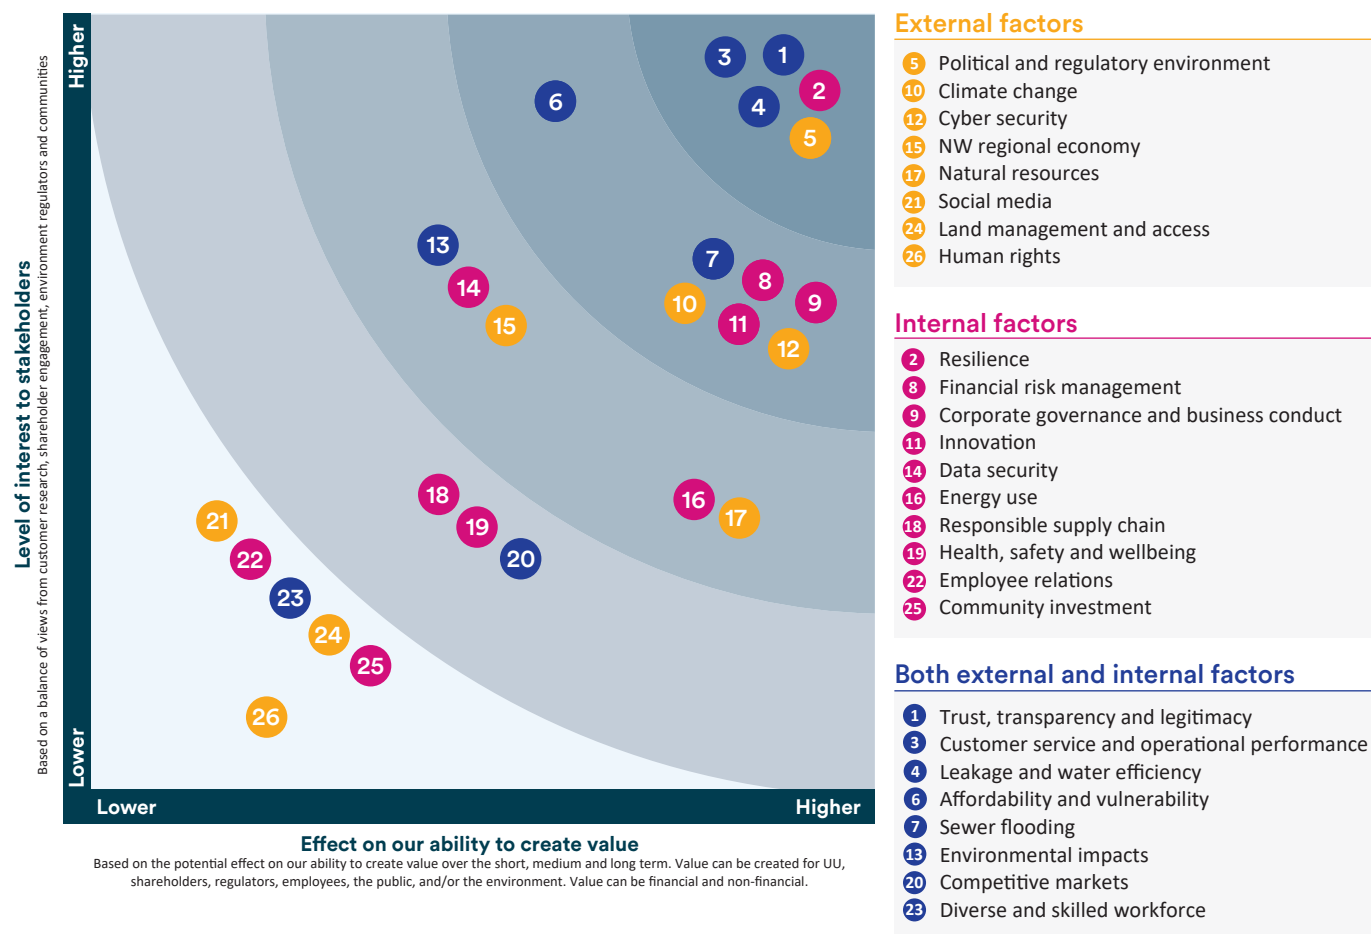 Higher
Lower
Level of interest to stakeholders
Based on a balance of views from customer research, shareholder engagement, environment regulators and communities
3
1
2
6
4
5
13
7
14
8
10
9
15
11
12
18
16
17
21
19
22
20
23
24
25
26
Lower
Higher
Effect on our ability to create value
Based on the potential effect on our ability to create value over the short, medium and long term. Value can be created for UU,
shareholders, regulators, employees, the public, and/or the environment. Value can be financial and non-financial.
External factors
5 Political and regulatory environment
10 Climate change
12 Cyber security
15 NW regional economy
17 Natural resources
21 Social media
24 Land management and access
26 Human rights
Internal factors
2 Resilience
8 Financial risk management
9 Corporate governance and business conduct
11 Innovation
14 Data security
16 Energy use
18 Responsible supply chain
19 Health, safety and wellbeing
22 Employee relations
25 Community investment
Both external and internal factors
1 Trust, transparency and legitimacy
3 Customer service and operational performance
4 Leakage and water efficiency
6 Affordability and vulnerability
7 Sewer flooding
13 Environmental impacts
20 Competitive markets
23 Diverse and skilled workforce